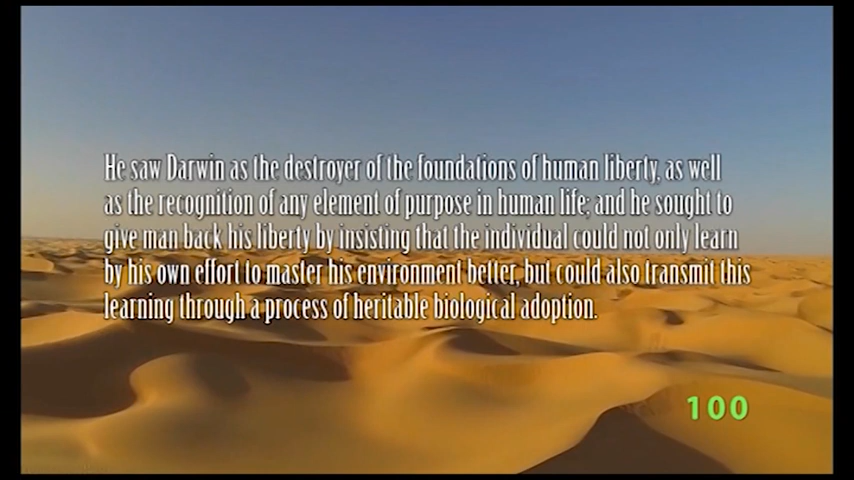 He saw Darwin as the destroyer of the foundations of human liberty, as well
as the recognition of any element of purpose in human life; and he sought to
give man back his liberty by insisting that the individual could not only learn
by his own effort to master his environment better, but could also transmit this
learning through a process of heritable biological adoption.
100